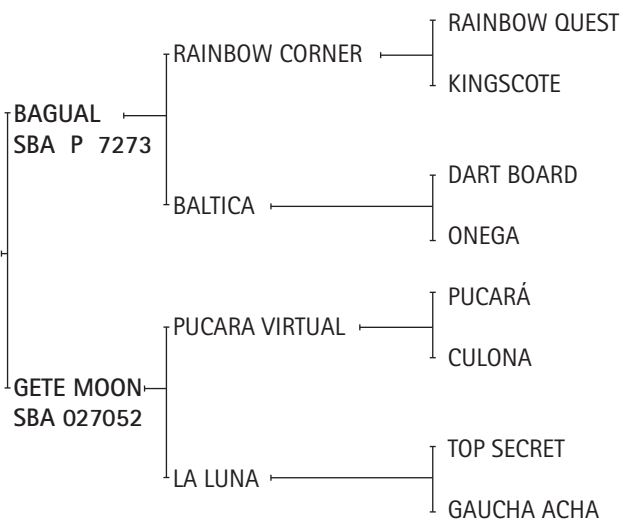 RAINBOW QUEST
RAINBOW CORNER
KINGSCOTE
BAGUAL
SBA P 7273
DART BOARD
BALTICA
ONEGA
PUCARÁ
PUCARA VIRTUAL
CULONA
GETE MOON
SBA 027052
TOP SECRET
LA LUNA
GAUCHA ACHA